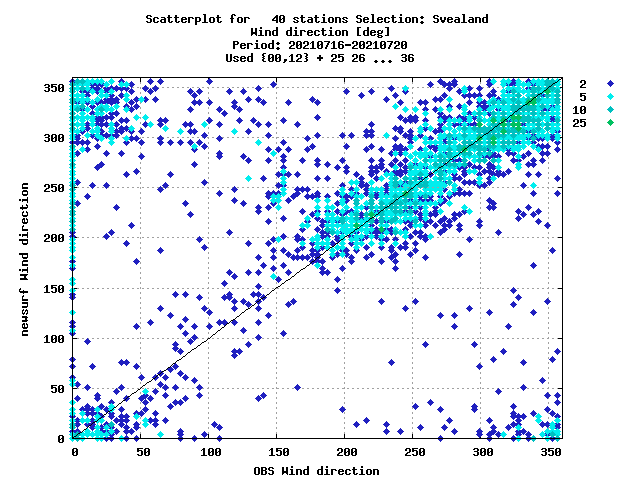 Scatterplot for   40 stations Selection: Svealand
Wind direction [deg]
Period: 20210716-20210720
Used {00,12} + 25 26 ... 36
350
300
250
200
150
100
50
0
newsurf Wind direction
0 50 100 150 200 250 300 350
OBS Wind direction
2
5
10
25